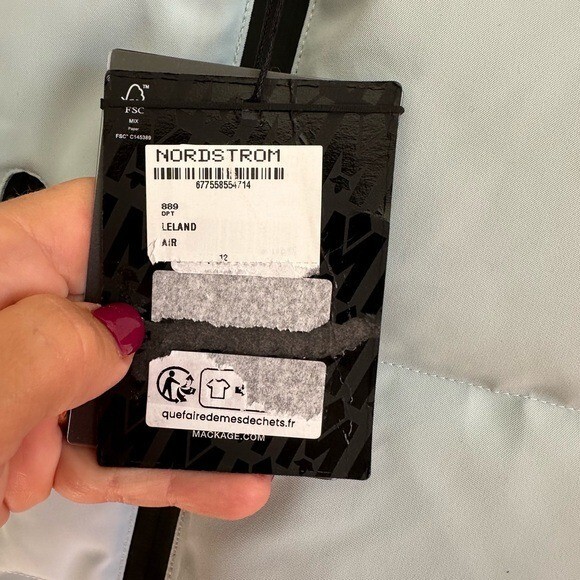 FSC
MIX
Paper
FSC® C145389
NORDSTROM
677558554714
889
DPT
LELAND
AIR
12
quefairedemesdechets.fr
MACKAGE.COM